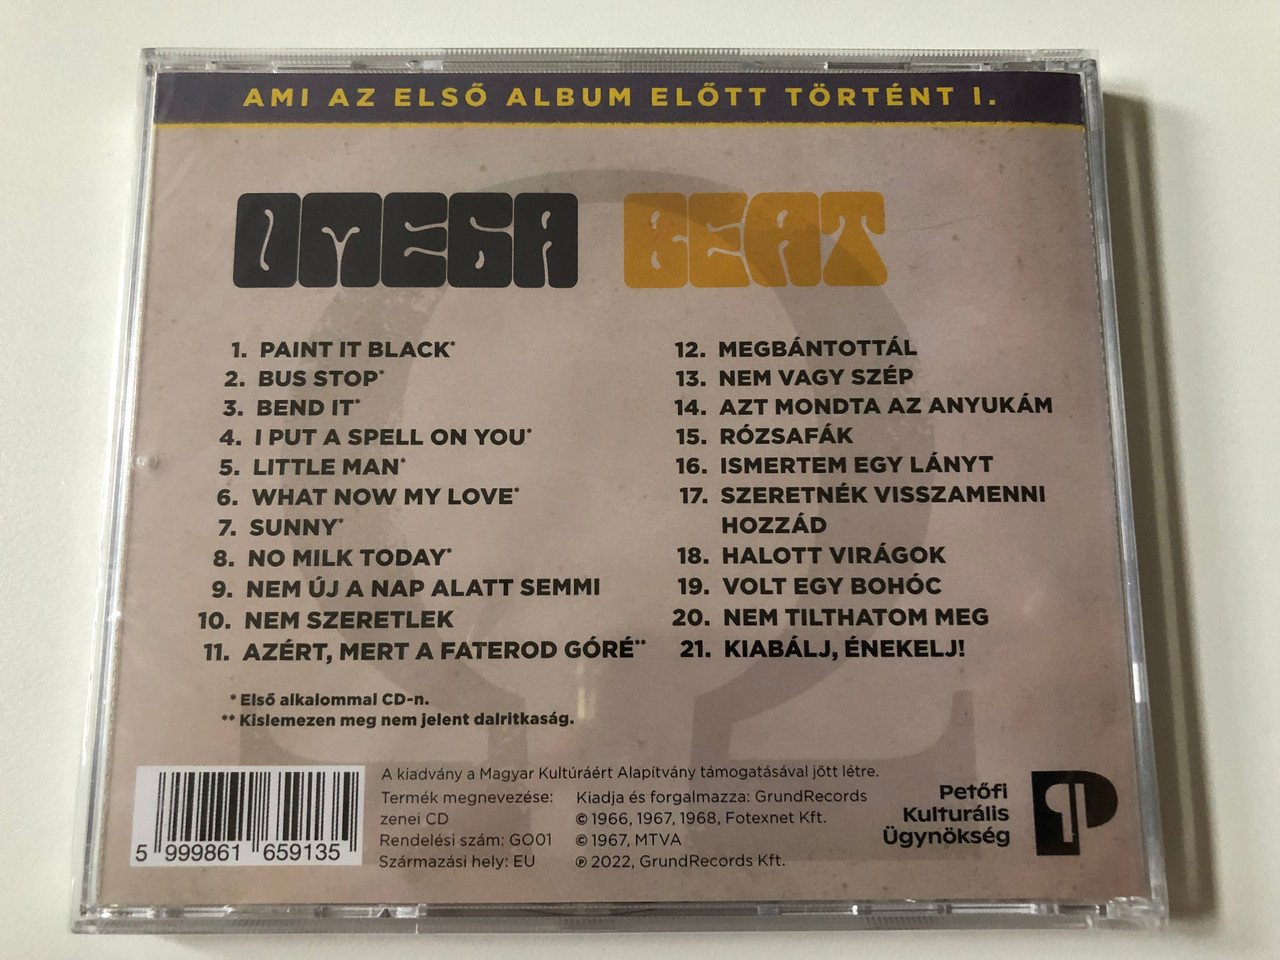 AMI AZ ELSŐ ALBUM ELŐTT TÖRTÉNT I.
OMEGA BEAT
1. PAINT IT BLACK*
2. BUS STOP*
3. BEND IT*
4. I PUT A SPELL ON YOU*
5. LITTLE MAN*
6. WHAT NOW MY LOVE*
7. SUNNY*
8. NO MILK TODAY*
9. NEM ÚJ A NAP ALATT SEMMI
10. NEM SZERETLEK
11. AZÉRT, MERT A FATEROD GÓRÉ**
12. MEGBÁNTOTTÁL
13. NEM VAGY SZÉP
14. AZT MONDTA AZ ANYUKÁM
15. RÓZSAFÁK
16. ISMERTEM EGY LÁNYT
17. SZERETNÉK VISSZAMENNI
HOZZÁD
18. HALOTT VIRÁGOK
19. VOLT EGY BOHÓC
20. NEM TILTHATOM MEG
21. KIABÁLJ, ÉNEKELJ!
* Első alkalommal CD-n.
** Kislemezen meg nem jelent dalritkaság.
5 999861 659135
A kiadvány a Magyar Kultúráért Alapítvány támogatásával jött létre.
Termék megnevezése:
zenei CD
Rendelési szám: GO01
Származási hely: EU
Kiadja és forgalmazza: GrundRecords
© 1966, 1967, 1968, Fotexnet Kft.
© 1967, MTVA
℗ 2022, GrundRecords Kft.
Petőfi
Kulturális
Ügynökség